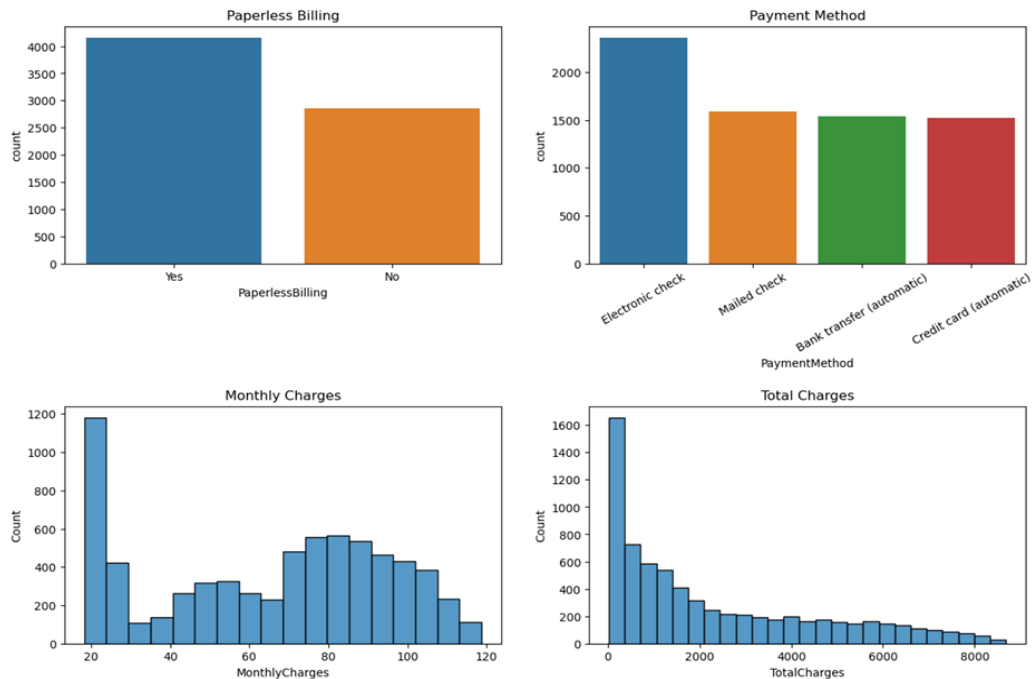 Paperless Billing
4000
3500
3000
2500
2000
1500
1000
500
0
count
Yes No
PaperlessBilling
Payment Method
2000
1500
1000
500
0
count
Electronic check
Mailed check
Bank transfer (automatic)
Credit card (automatic)
PaymentMethod
Monthly Charges
1200
1000
800
600
400
200
0
Count
20 40 60 80 100 120
MonthlyCharges
Total Charges
1600
1400
1200
1000
800
600
400
200
0
Count
0 2000 4000 6000 8000
TotalCharges